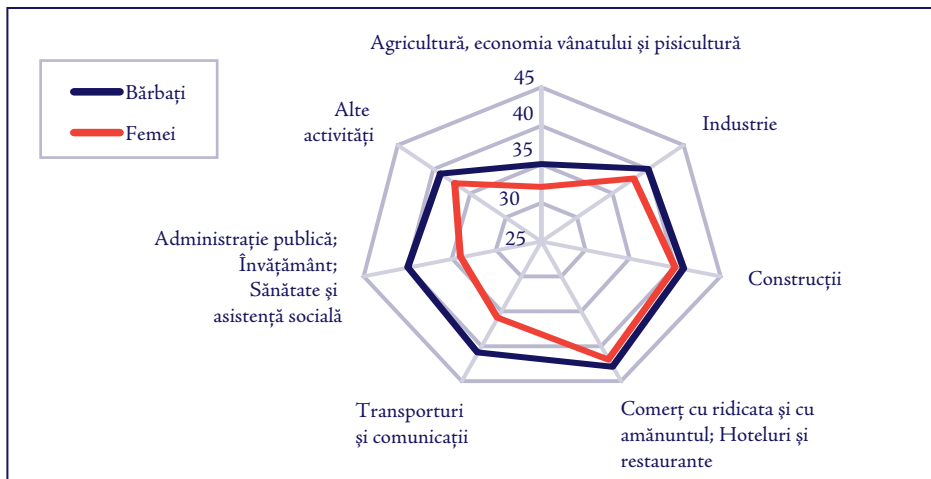 Agricultură, economia vânatului și pisicultură
45
Bărbați
Femei
Alte
activități
40
35
30
25
Industrie
Administrație publică;
Învățământ;
Sănătate și
asistență socială
Construcții
Transporturi
și comunicații
Comerț cu ridicata și cu
amănuntul; Hoteluri și
restaurante